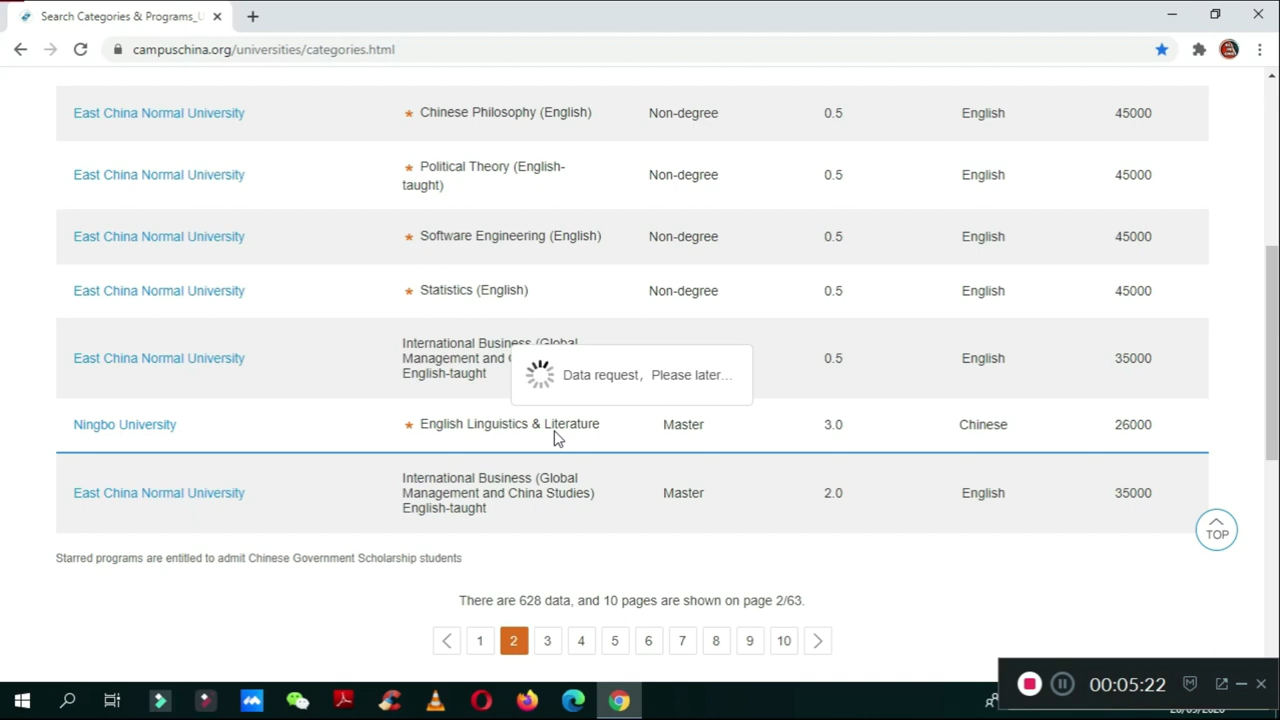 Search Categories & Programs_U
campuschina.org/universities/categories.html
East China Normal University ★ Chinese Philosophy (English) Non-degree 0.5 English 45000
East China Normal University ★ Political Theory (English-
taught) Non-degree 0.5 English 45000
East China Normal University ★ Software Engineering (English) Non-degree 0.5 English 45000
East China Normal University ★ Statistics (English) Non-degree 0.5 English 45000
International Business (Global
East China Normal University Management and 0.5 English 35000
English-taught
Data request, Please later...
Ningbo University ★ English Linguistics & Literature Master 3.0 Chinese 26000
International Business (Global
East China Normal University Management and China Studies) Master 2.0 English 35000
English-taught
TOP
Starred programs are entitled to admit Chinese Government Scholarship students
There are 628 data, and 10 pages are shown on page 2/63.
1 2 3 4 5 6 7 8 9 10
00:05:22